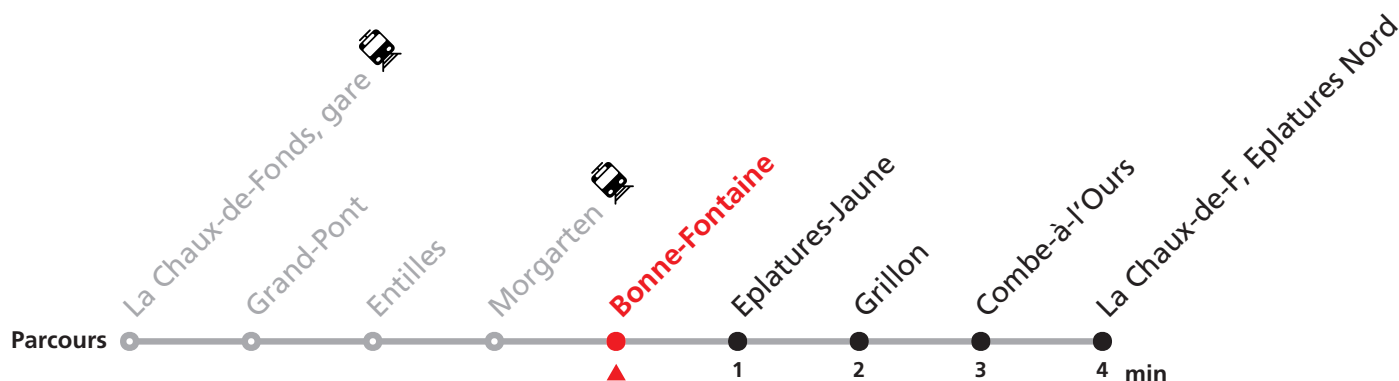 La Chaux-de-Fonds, gare
Grand-Pont
Entilles
Morgarten
Bonne-Fontaine
Eplatures-Jaune
Grillon
Combe-à-l'Ours
La Chaux-de-F, Eplatures Nord
Parcours
1 2 3 4 min